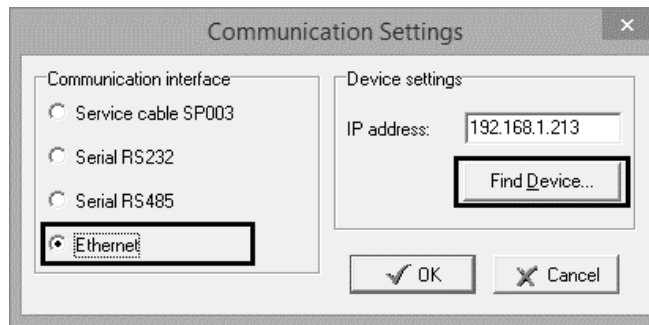 Communication Settings
Communication interface
Service cable SP003
Serial RS232
Serial RS485
Ethernet
Device settings
IP address: 192.168.1.213
Find Device...
OK
Cancel